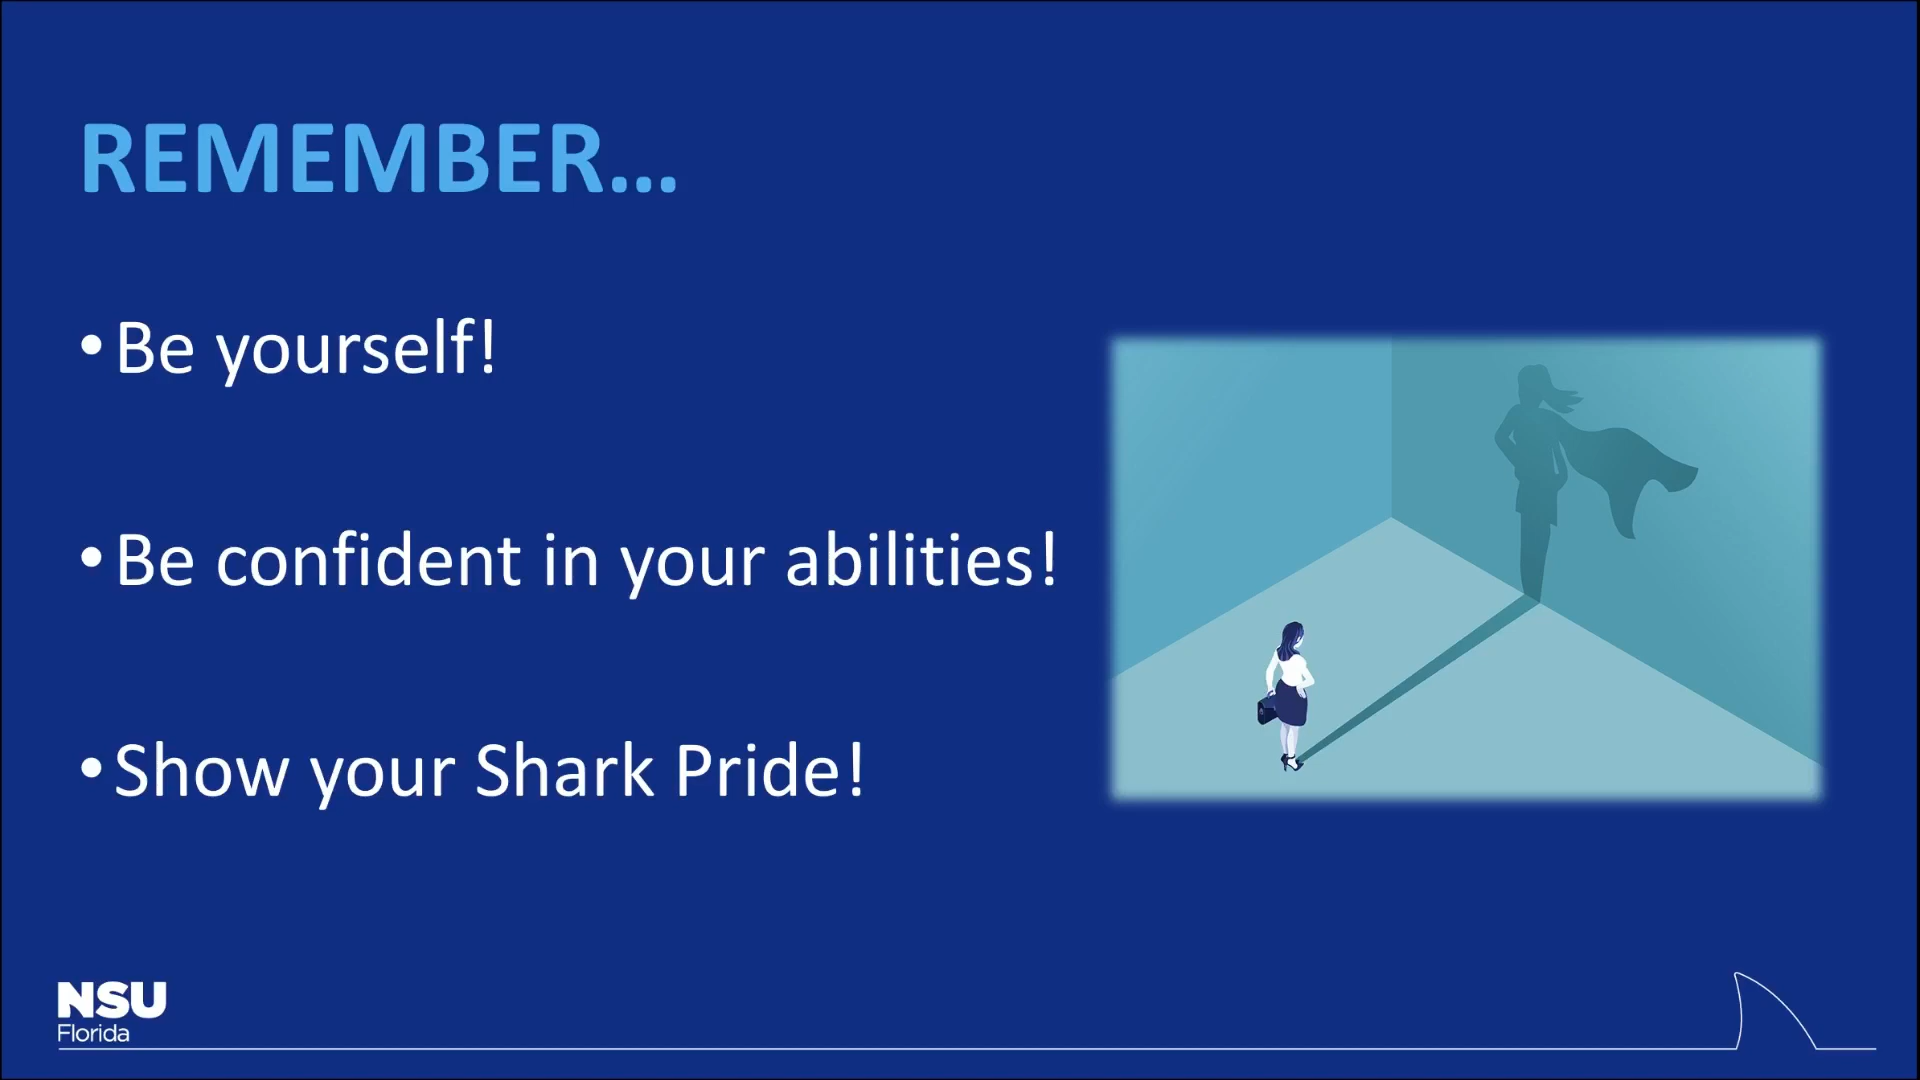 REMEMBER...
•Be yourself!
•Be confident in your abilities!
•Show your Shark Pride!
NSU
Florida